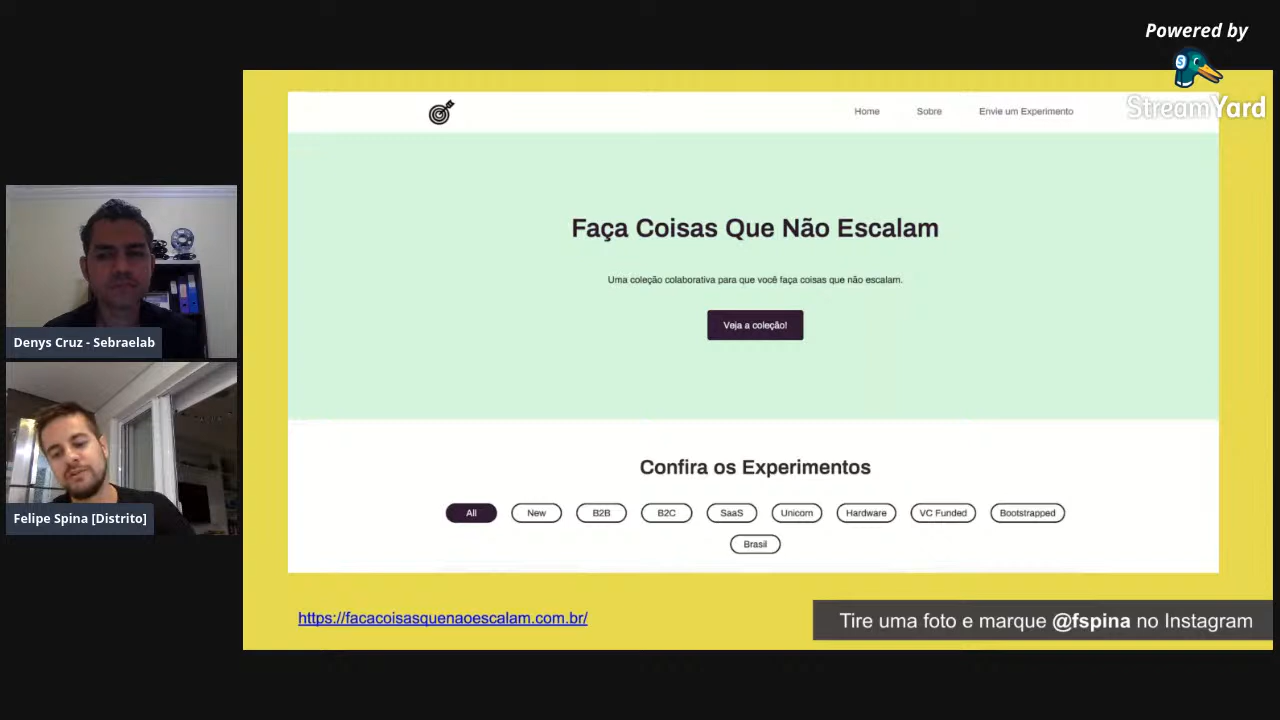 Powered by
StreamYard
Home
Sobre
Envie um Experimento
Faça Coisas Que Não Escalam
Uma coleção colaborativa para que você faça coisas que não escalam.
Veja a coleção!
Denys Cruz - Sebraelab
Felipe Spina [Distrito]
Confira os Experimentos
All
New
B2B
B2C
SaaS
Unicorn
Hardware
VC Funded
Bootstrapped
Brasil
https://facacoisasquenaoescalam.com.br/
Tire uma foto e marque @fspina no Instagram